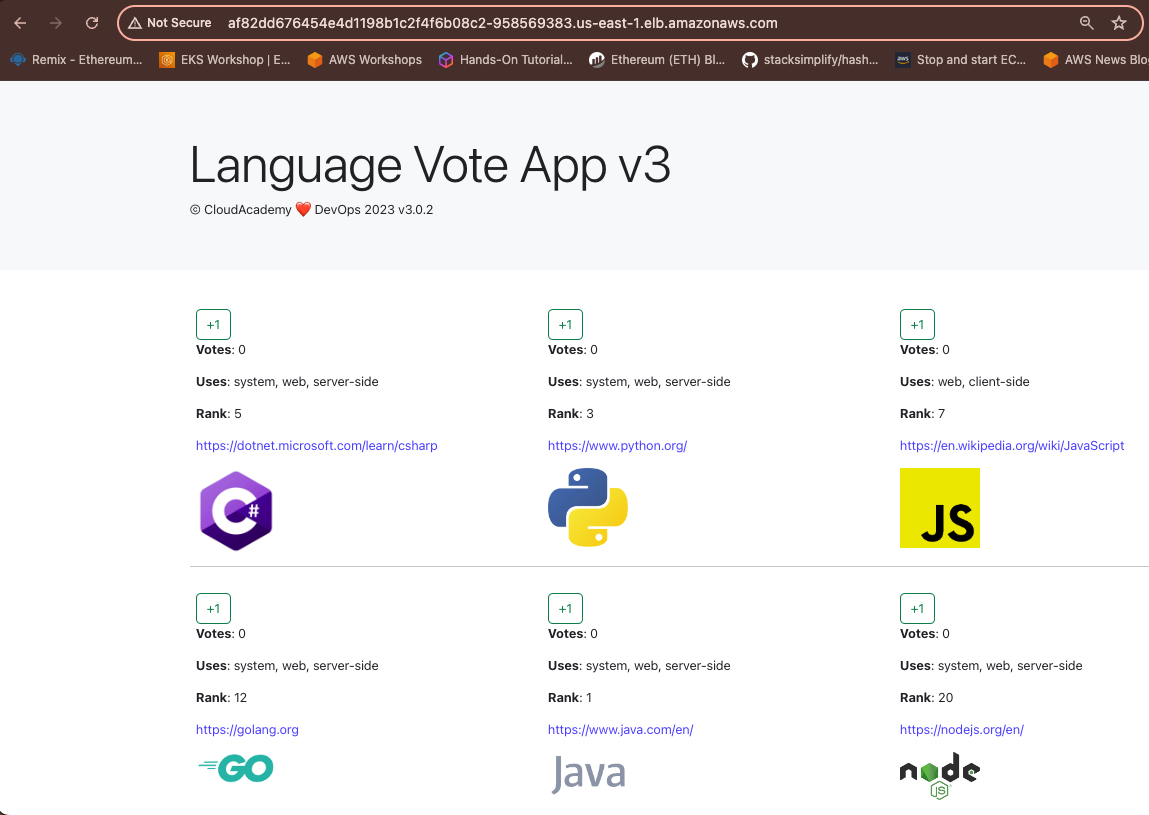 Not Secure af82dd676454e4d1198b1c2f4f6b08c2-958569383.us-east-1.elb.amazonaws.com
Remix - Ethereum... EKS Workshop | E... AWS Workshops Hands-On Tutorial... Ethereum (ETH) Bl... stacksimplify/hash... aws Stop and start EC... AWS News Blo
Language Vote App v3
© CloudAcademy ❤️ DevOps 2023 v3.0.2
+1 +1 +1
Votes: 0 Votes: 0 Votes: 0
Uses: system, web, server-side Uses: system, web, server-side Uses: web, client-side
Rank: 5 Rank: 3 Rank: 7
https://dotnet.microsoft.com/learn/csharp https://www.python.org/ https://en.wikipedia.org/wiki/JavaScript
C# JS
+1 +1 +1
Votes: 0 Votes: 0 Votes: 0
Uses: system, web, server-side Uses: system, web, server-side Uses: system, web, server-side
Rank: 12 Rank: 1 Rank: 20
https://golang.org https://www.java.com/en/ https://nodejs.org/en/
GO Java node
JS